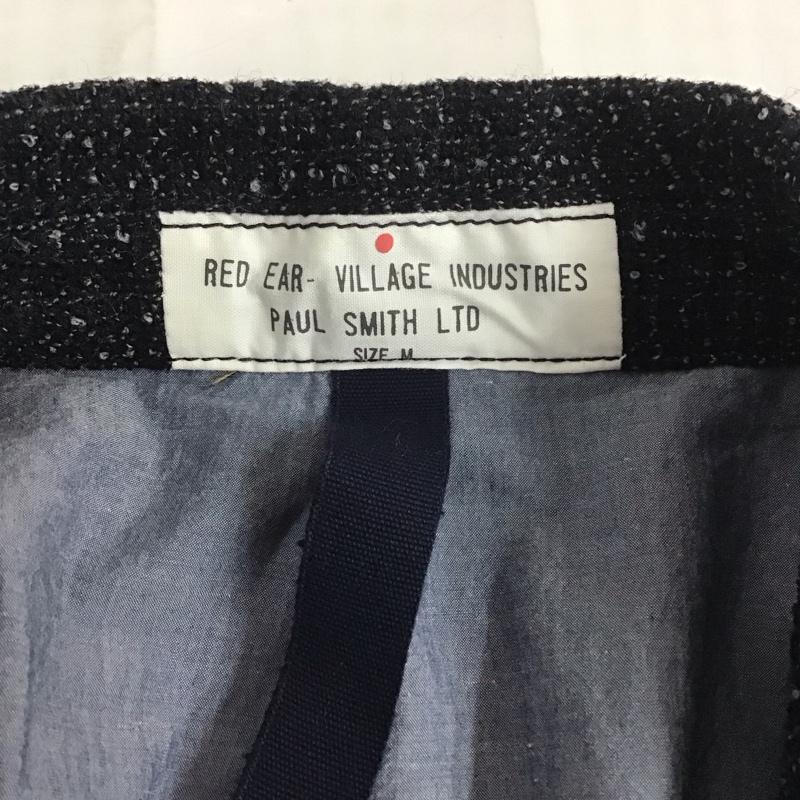 RED EAR- VILLAGE INDUSTRIES
PAUL SMITH LTD
SIZE M